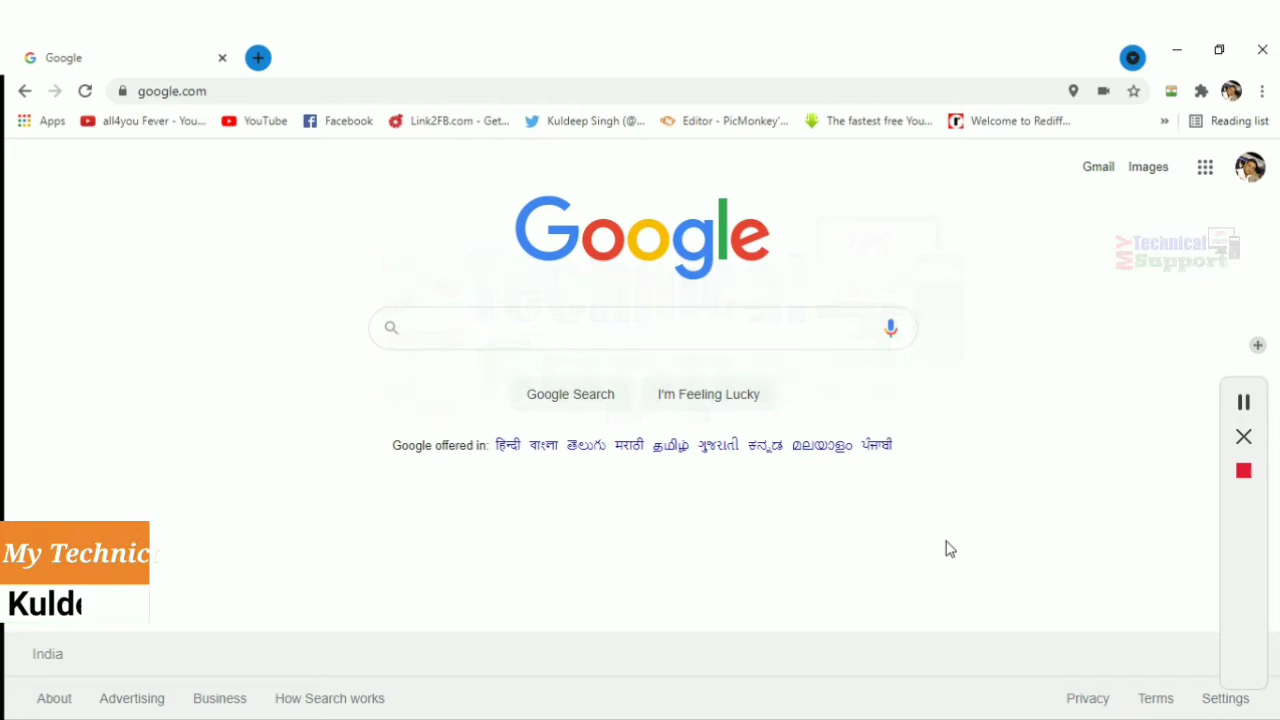 Google
google.com
Apps all4you Fever - You... YouTube Facebook Link2FB.com - Get... Kuldeep Singh (@... Editor - PicMonkey'... The fastest free You... Welcome to Rediff... » Reading list
Gmail Images
Google
MY Technical Support
Google Search I'm Feeling Lucky
Google offered in: हिन्दी বাংলা తెలుగు मराठी தமிழ் ગુજરાતી ಕನ್ನಡ മലയാളം ਪੰਜਾਬੀ
My Technic
Kulde
India
About Advertising Business How Search works Privacy Terms Settings